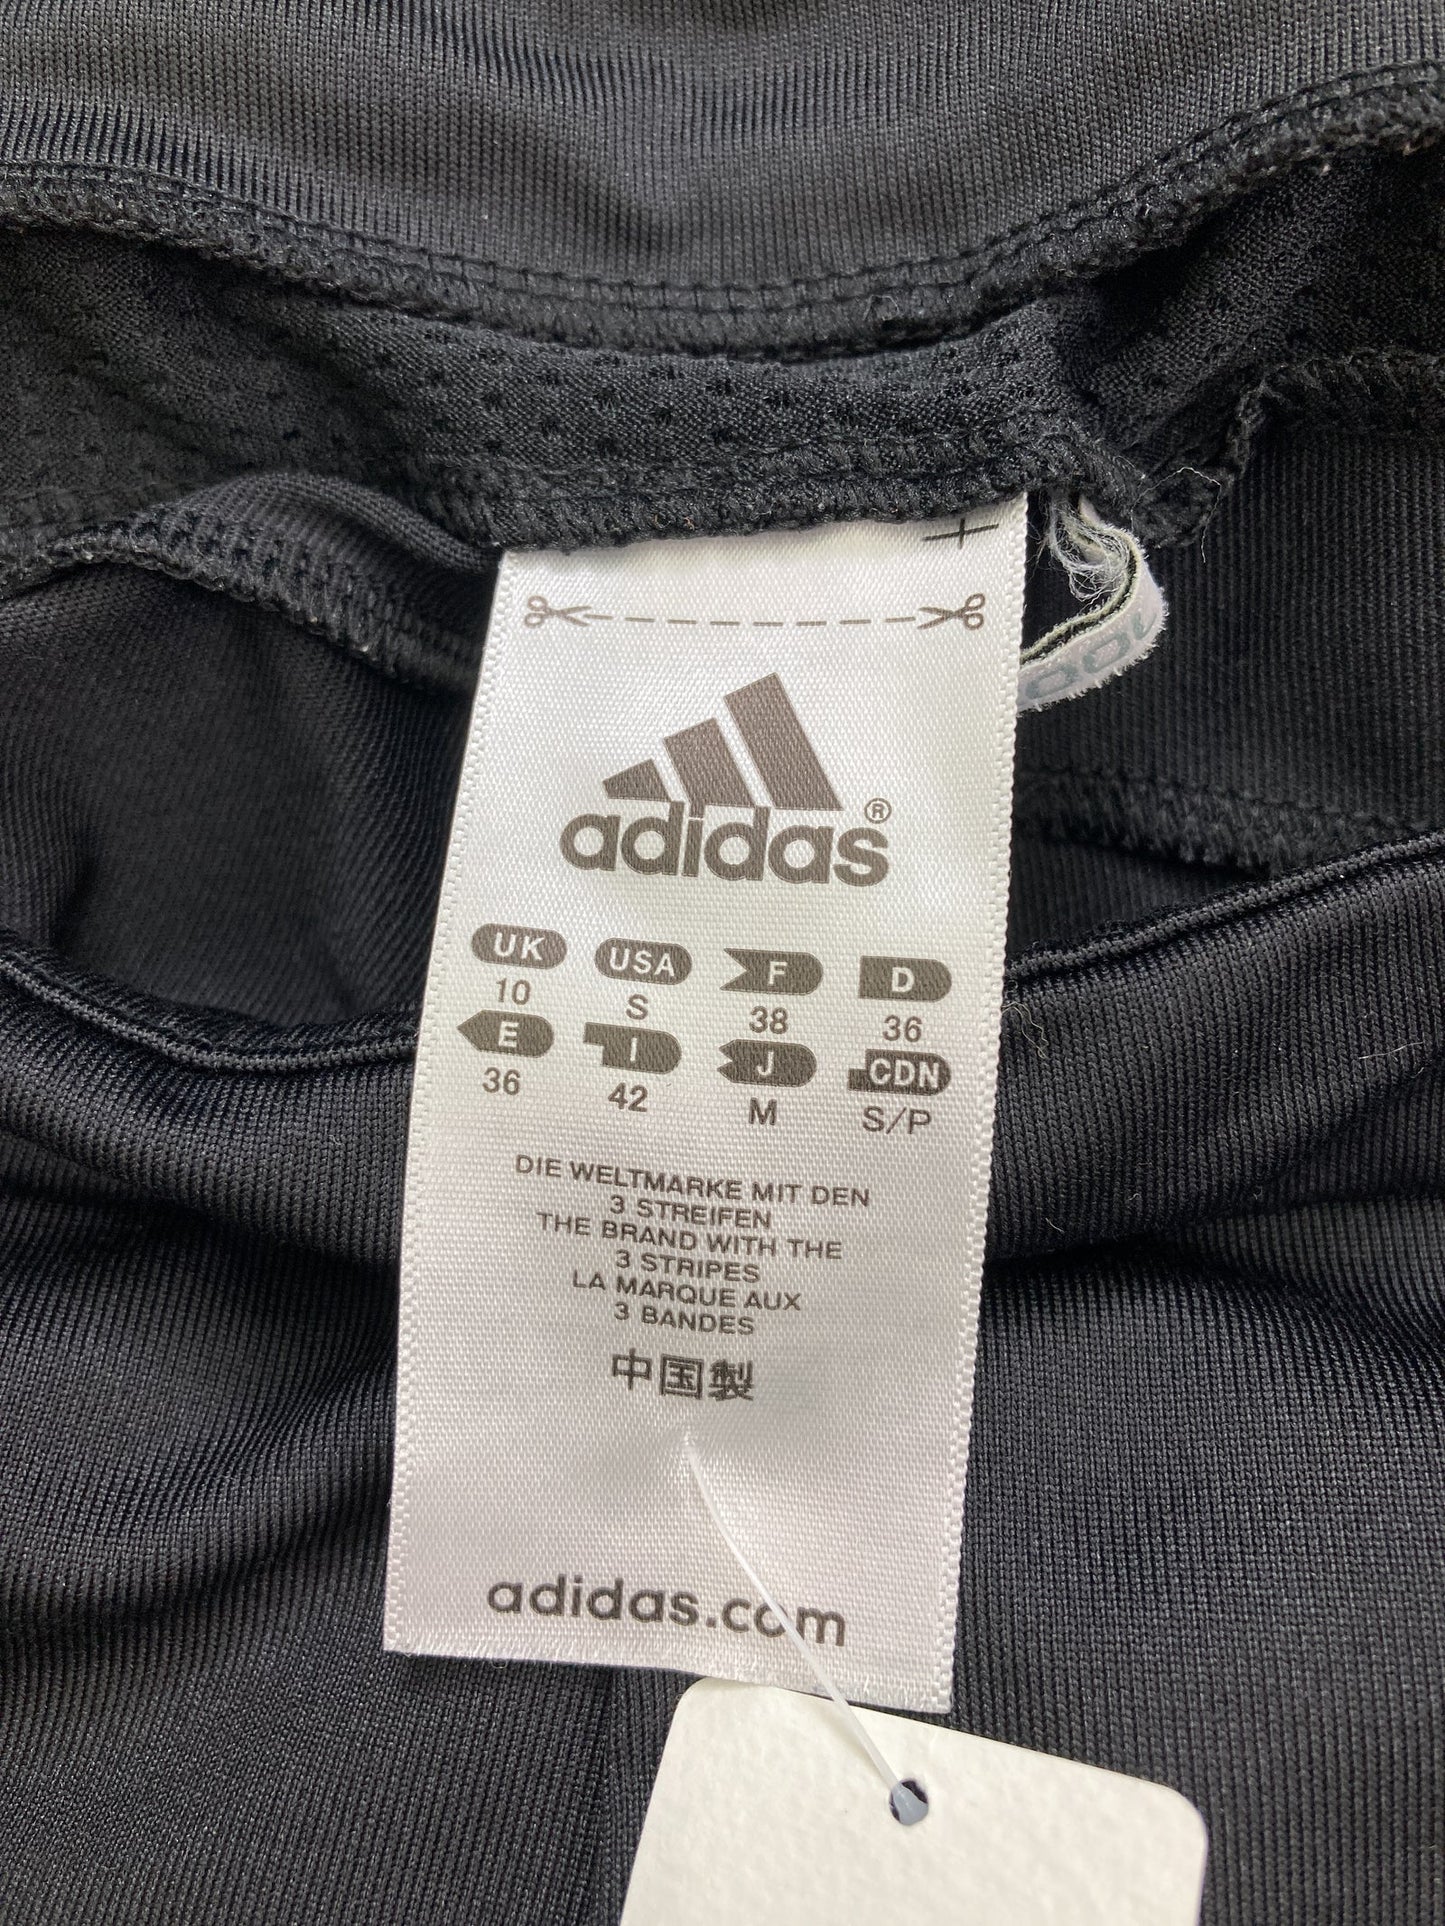 adidas®
UK USA F D
10 S 38 36
E I J CDN
36 42 M S/P
DIE WELTMARKE MIT DEN
3 STREIFEN
THE BRAND WITH THE
3 STRIPES
LA MARQUE AUX
3 BANDES
中国製
adidas.com